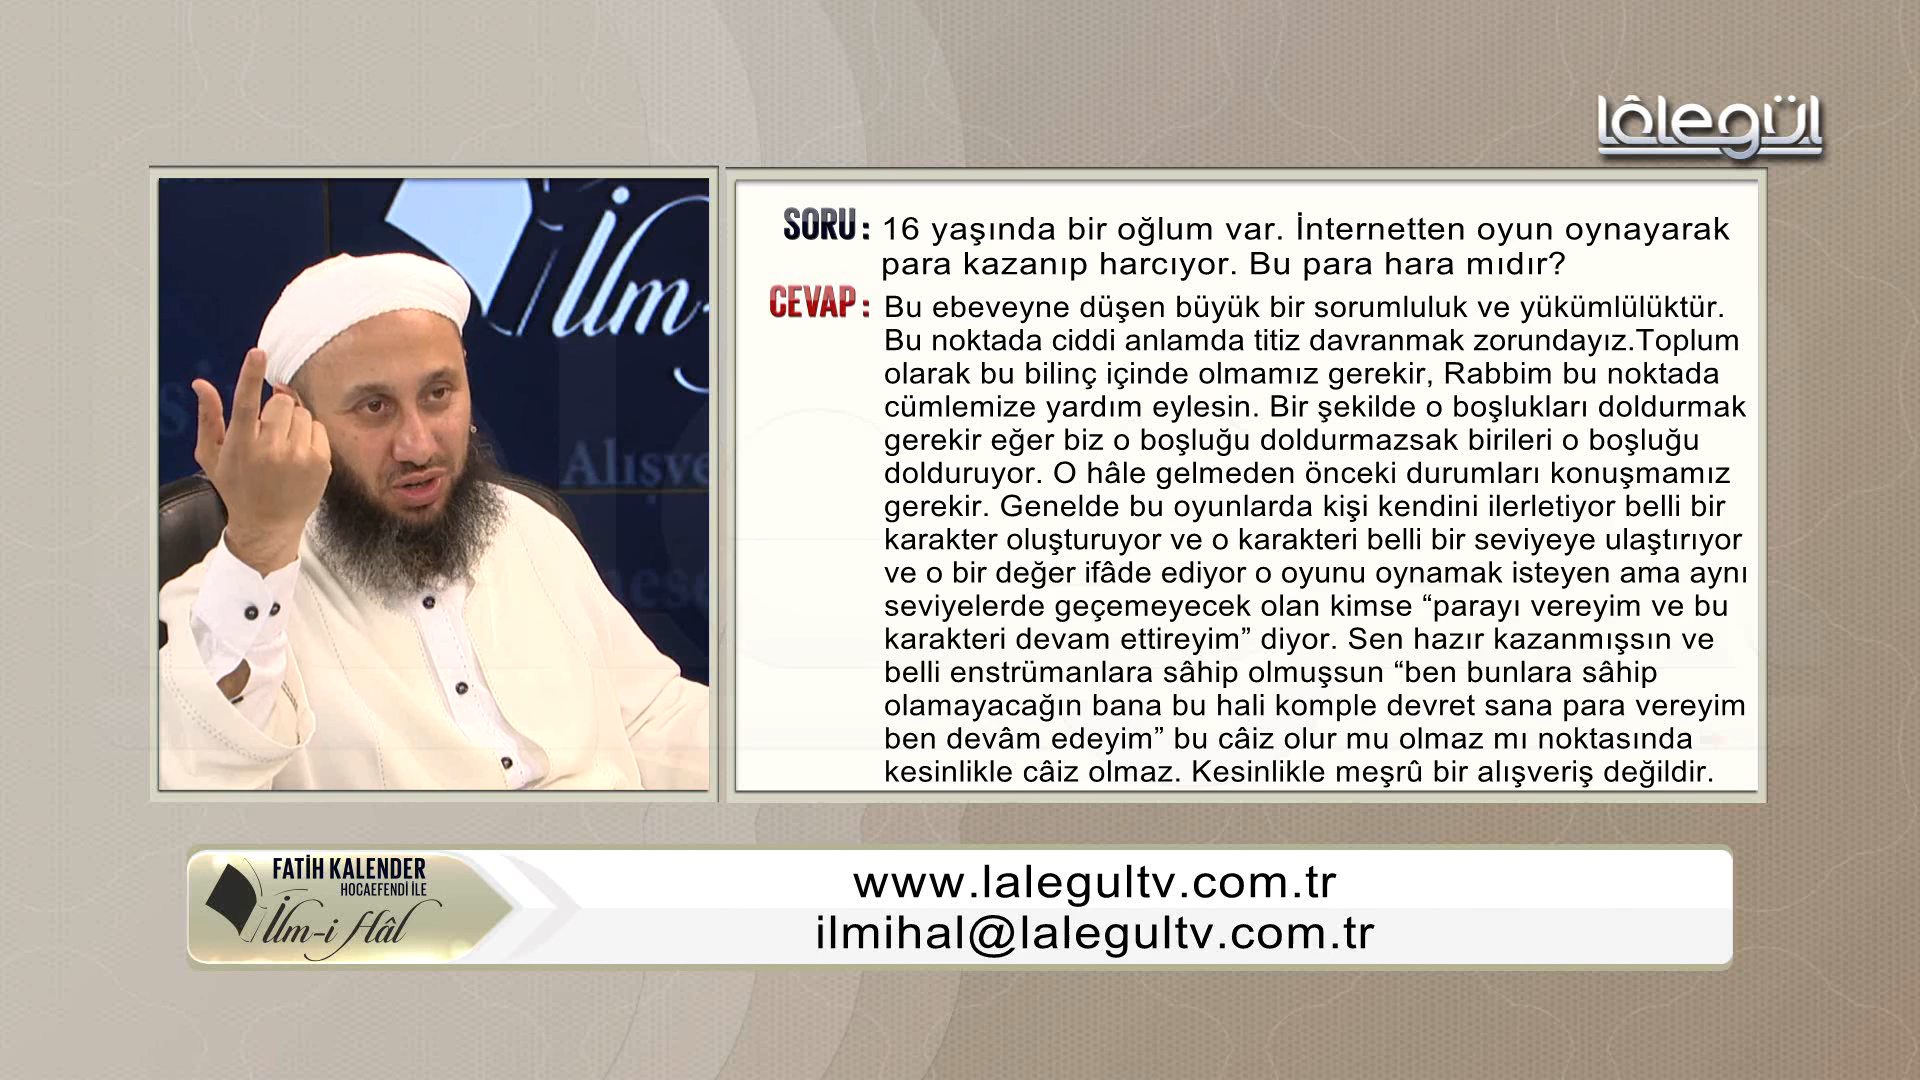 lâlegül
İlm-
Alışve
SORU : 16 yaşında bir oğlum var. İnternetten oyun oynayarak
para kazanıp harcıyor. Bu para hara mıdır?
CEVAP : Bu ebeveyne düşen büyük bir sorumluluk ve yükümlülüktür.
Bu noktada ciddi anlamda titiz davranmak zorundayız.Toplum
olarak bu bilinç içinde olmamız gerekir, Rabbim bu noktada
cümlemize yardım eylesin. Bir şekilde o boşlukları doldurmak
gerekir eğer biz o boşluğu doldurmazsak birileri o boşluğu
dolduruyor. O hâle gelmeden önceki durumları konuşmamız
gerekir. Genelde bu oyunlarda kişi kendini ilerletiyor belli bir
karakter oluşturuyor ve o karakteri belli bir seviyeye ulaştırıyor
ve o bir değer ifâde ediyor o oyunu oynamak isteyen ama aynı
seviyelerde geçemeyecek olan kimse “parayı vereyim ve bu
karakteri devam ettireyim” diyor. Sen hazır kazanmışsın ve
belli enstrümanlara sâhip olmuşsun “ben bunlara sâhip
olamayacağın bana bu hali komple devret sana para vereyim
ben devâm edeyim” bu câiz olur mu olmaz mı noktasında
kesinlikle câiz olmaz. Kesinlikle meşrû bir alışveriş değildir.
FATİH KALENDER
HOCAEFENDİ İLE
İlm-i Hâl
www.lalegultv.com.tr
ilmihal@lalegultv.com.tr